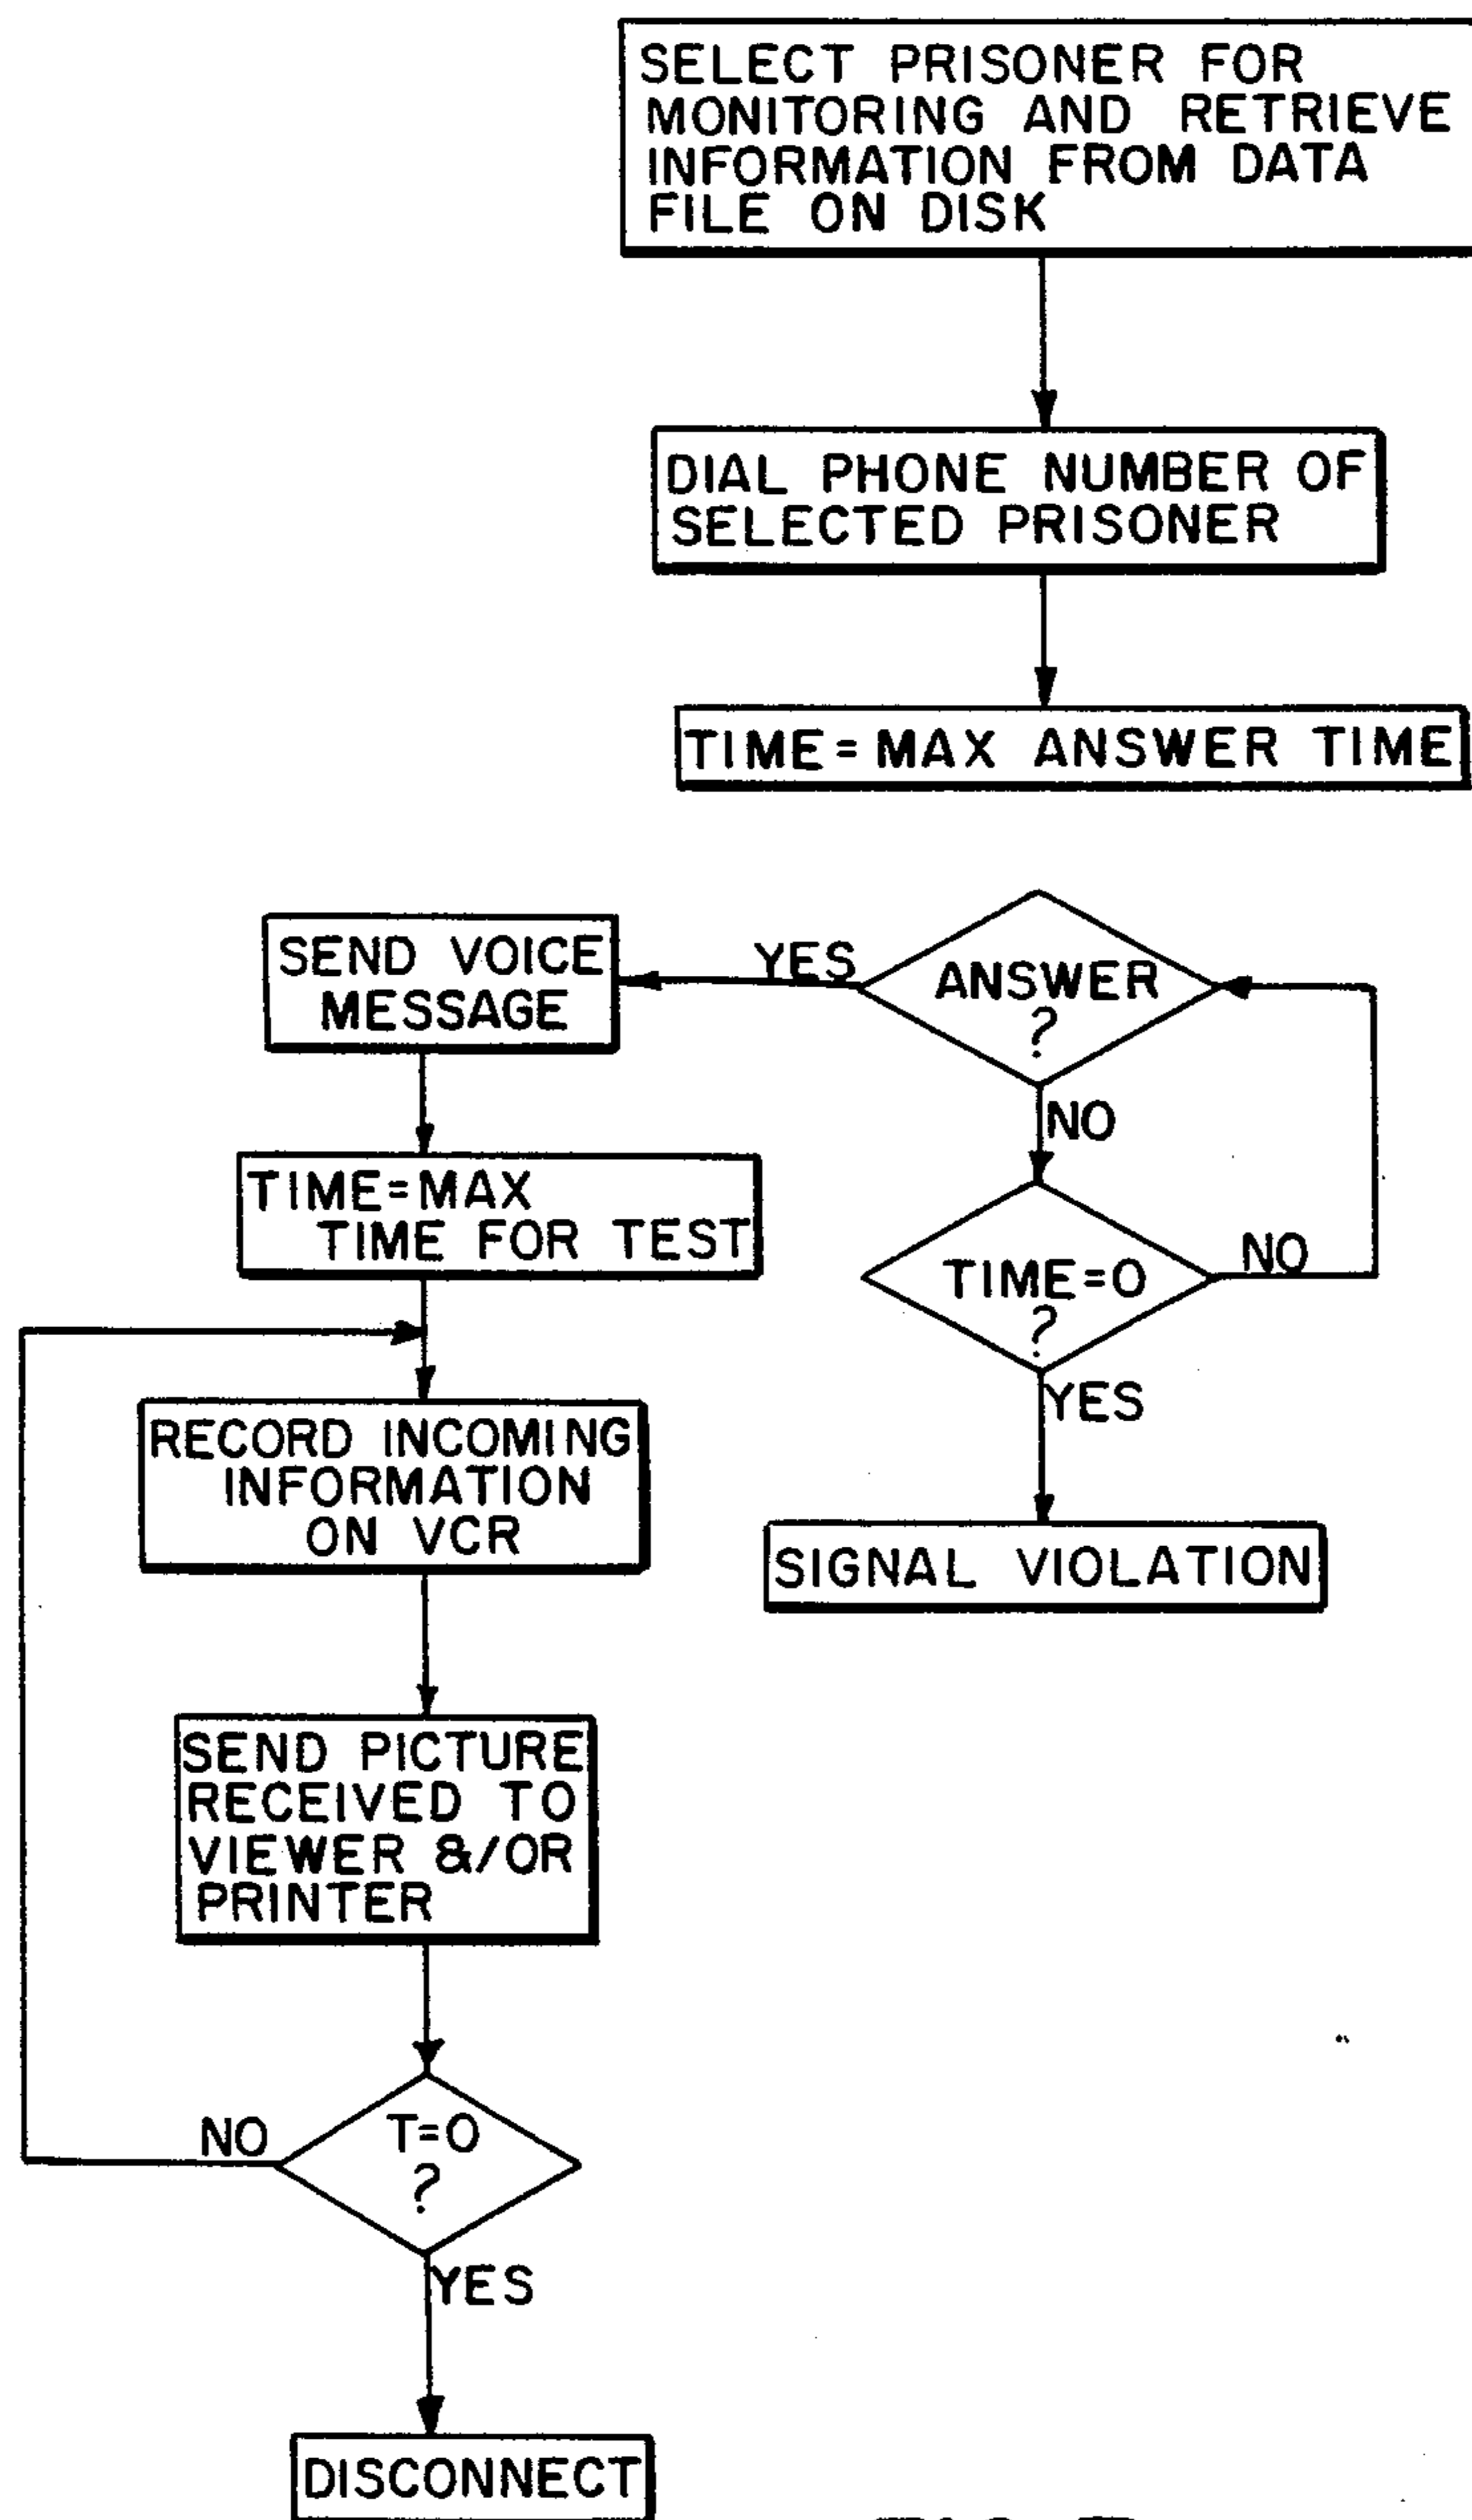 SELECT PRISONER FOR
MONITORING AND RETRIEVE
INFORMATION FROM DATA
FILE ON DISK
DIAL PHONE NUMBER OF
SELECTED PRISONER
TIME=MAX ANSWER TIME
SEND VOICE
MESSAGE
YES
ANSWER
?
NO
TIME=MAX
TIME FOR TEST
TIME=0
?
NO
YES
RECORD INCOMING
INFORMATION
ON VCR
SIGNAL VIOLATION
SEND PICTURE
RECEIVED TO
VIEWER &/OR
PRINTER
NO
T=0
?
YES
DISCONNECT